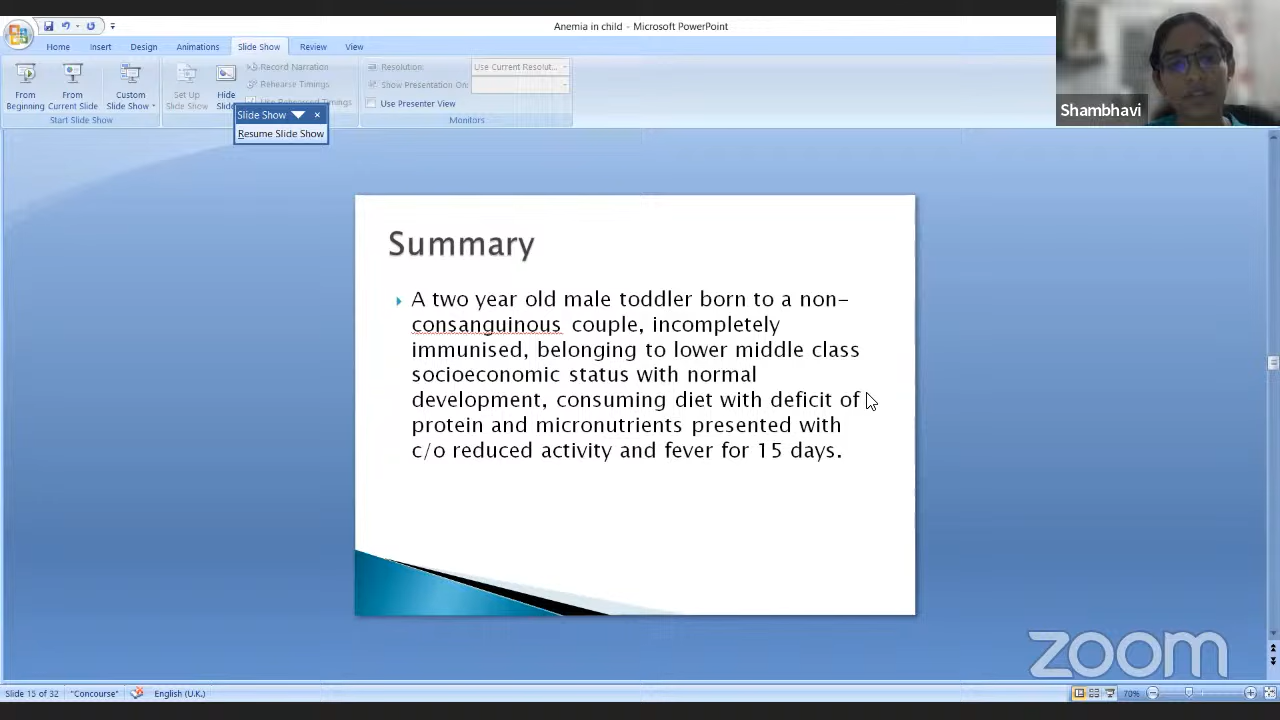 Anemia in child - Microsoft PowerPoint
Home Insert Design Animations Slide Show Review View
Record Narration
Resolution: Use Current Resolut...
Rehearse Timings
Show Presentation On:
From Beginning
From Current Slide
Custom Slide Show
Set Up Slide Show
Hide
Use Rehearsed Timings
Use Presenter View
Start Slide Show
Monitors
Slide Show
Resume Slide Show
Shambhavi
Summary
A two year old male toddler born to a non-
consanguinous couple, incompletely
immunised, belonging to lower middle class
socioeconomic status with normal
development, consuming diet with deficit of
protein and micronutrients presented with
c/o reduced activity and fever for 15 days.
zoom
Slide 15 of 32 "Concourse" English (U.K.) 70%